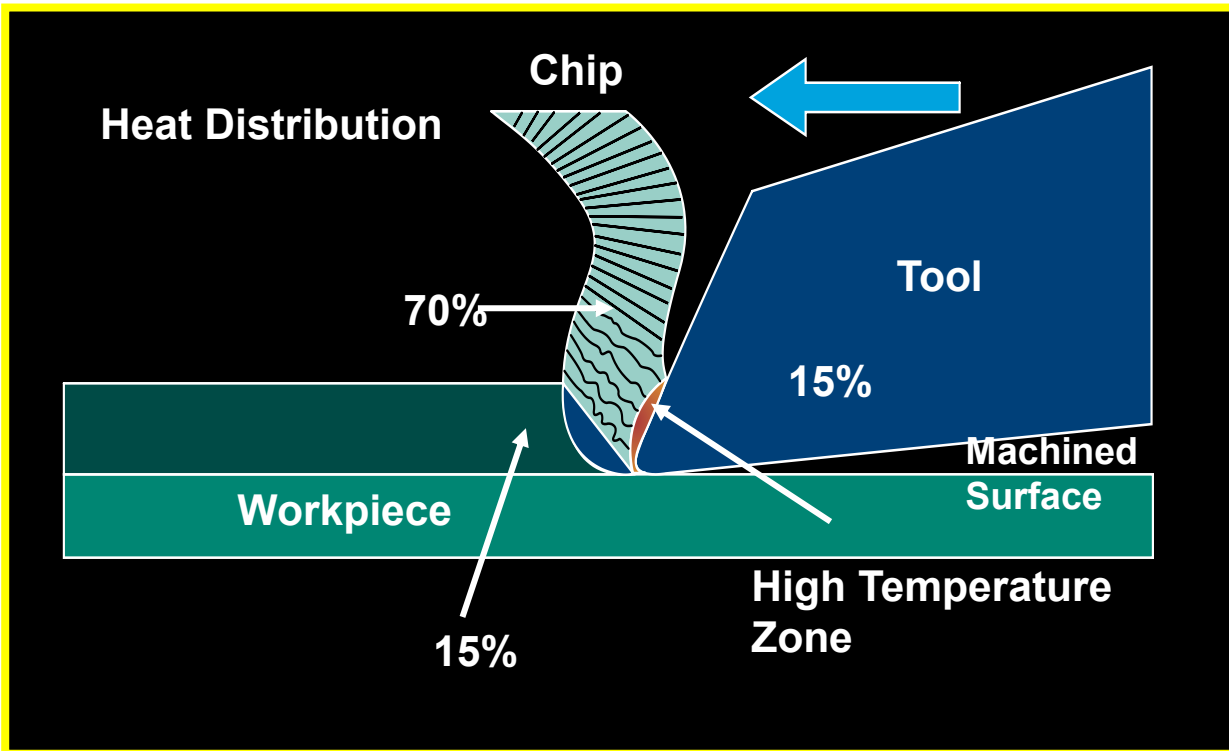 Chip
Heat Distribution
Tool
70%
15%
Machined
Surface
Workpiece
High Temperature
Zone
15%